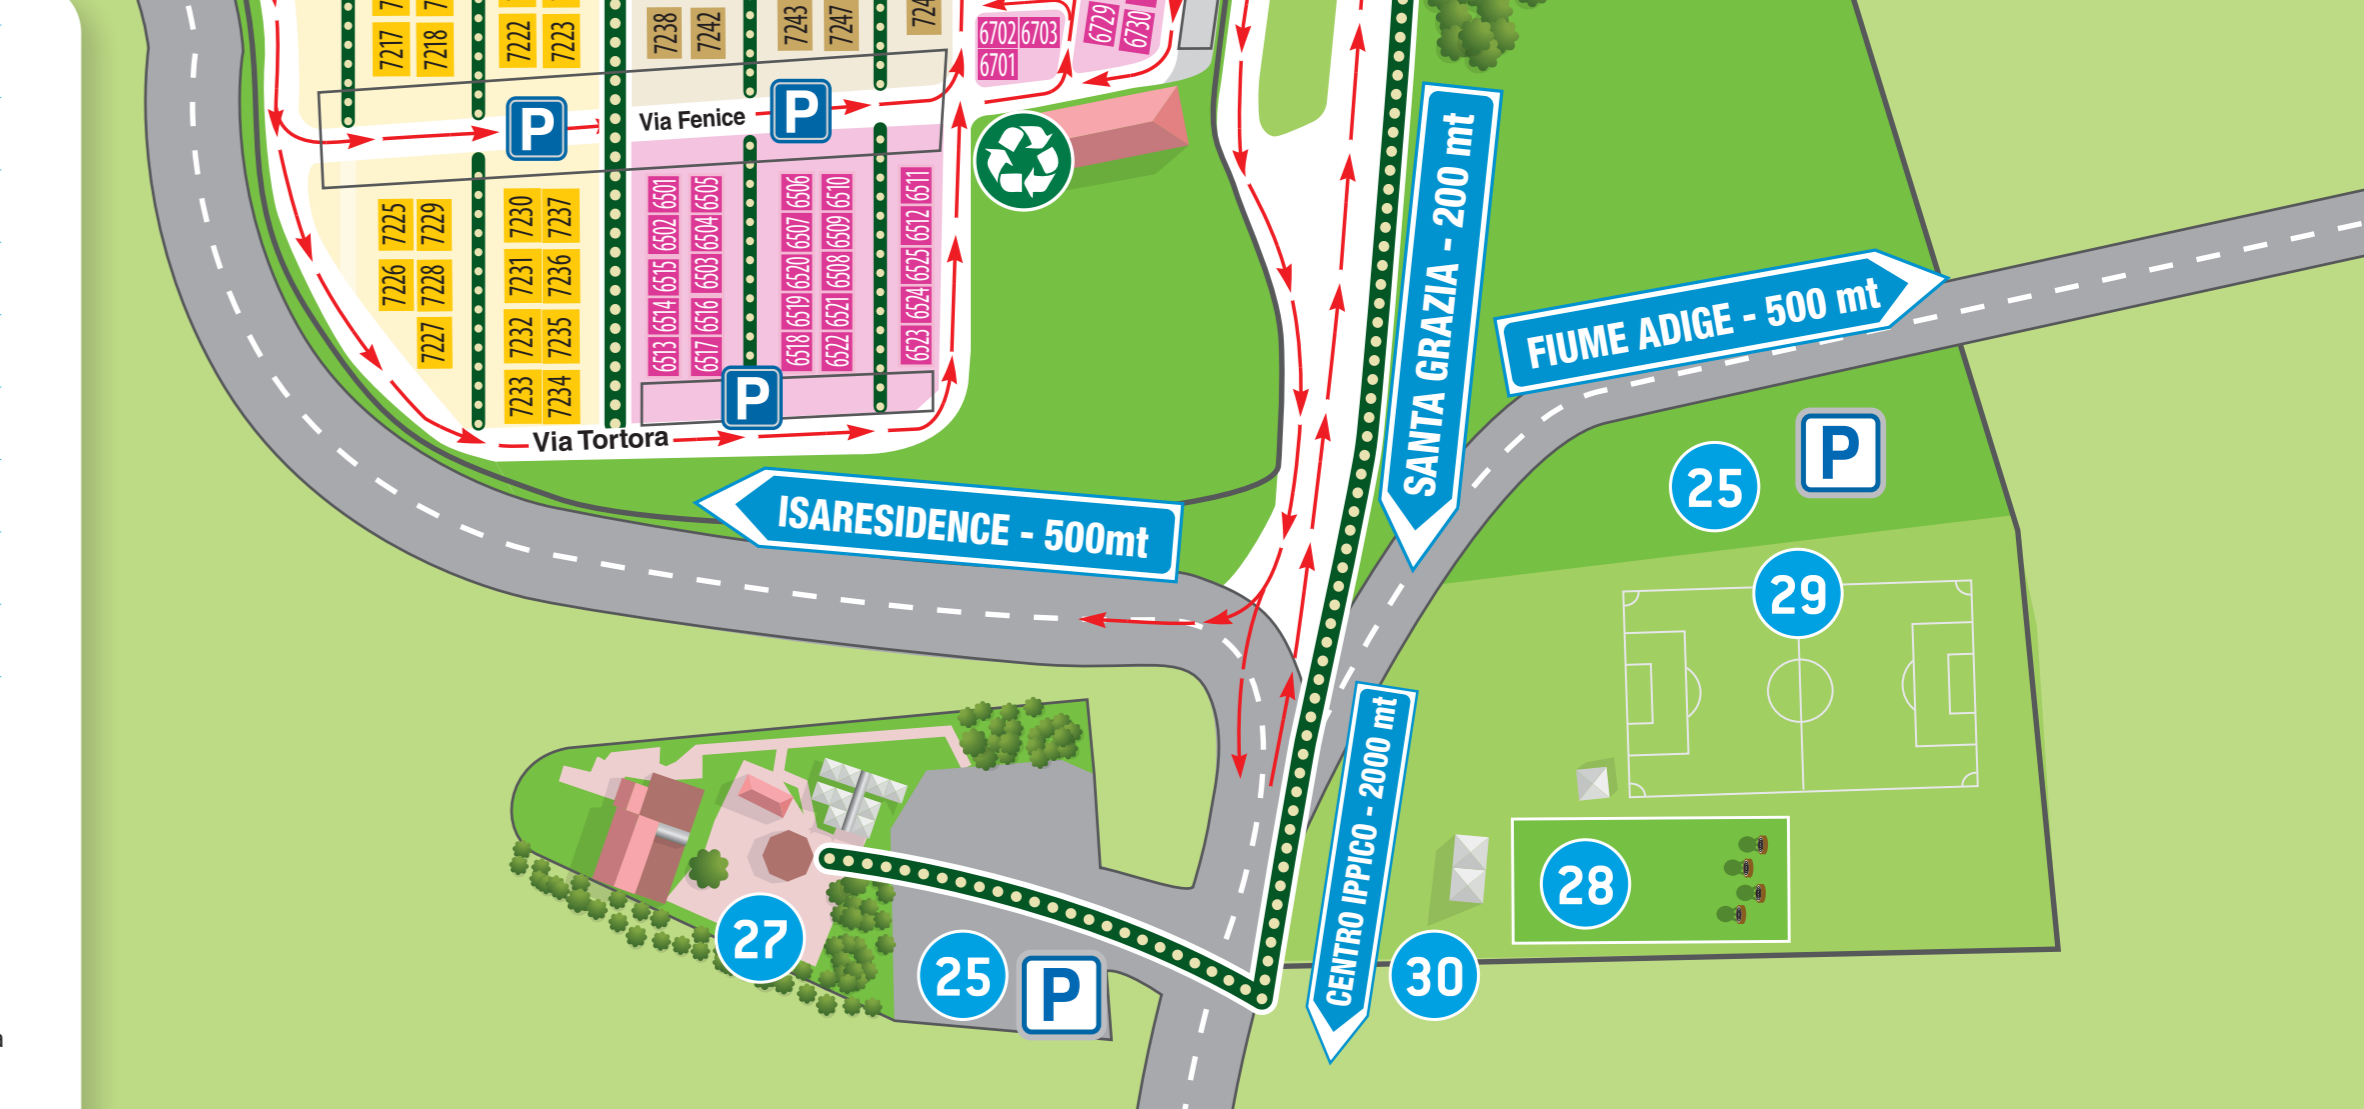 7217 7218 7222 7223 7238 7242 7243 7247
6702 6703 6729 6730
6701
P Via Fenice P
7225 7229 7230 7237 6501 6505 6506 6510 6511
6502 6504 6507 6509 6512
7226 7228 7231 7236 6515 6503 6520 6508 6525
7227 7232 7235 6514 6516 6519 6521 6524
6513 6517 6518 6522 6523
7233 7234 P
Via Tortora
SANTA GRAZIA - 200 mt
FIUME ADIGE - 500 mt
ISARESIDENCE - 500mt
25 P
29
CENTRO IPPICO - 2000 mt
28
27
25 P
30